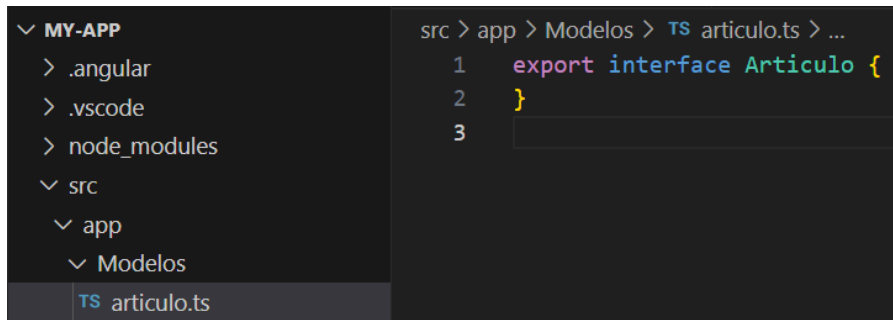 MY-APP
.angular
.vscode
node_modules
src
app
Modelos
TS articulo.ts
src > app > Modelos > TS articulo.ts > ...
1 export interface Articulo {
2 }
3